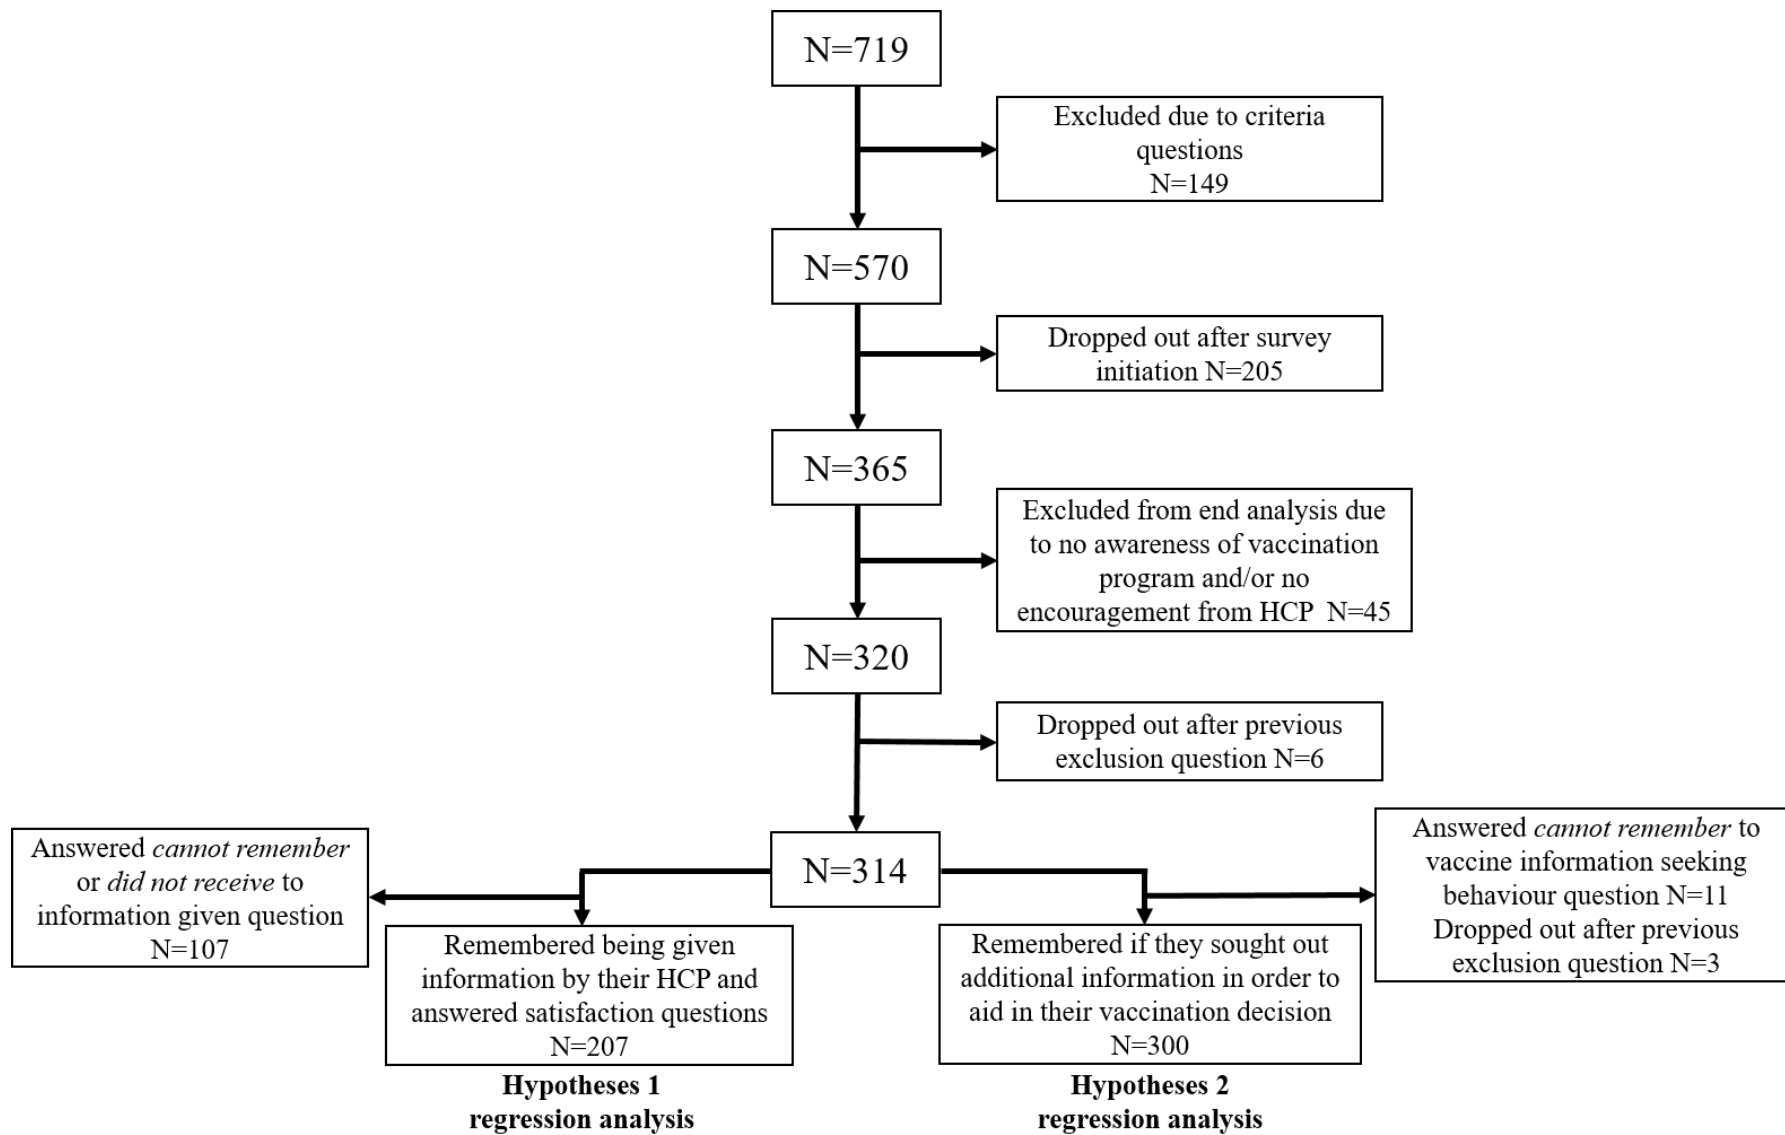 N=719
Excluded due to criteria
questions
N=149
N=570
Dropped out after survey
initiation N=205
N=365
Excluded from end analysis due
to no awareness of vaccination
program and/or no
encouragement from HCP  N=45
N=320
Dropped out after previous
exclusion question N=6
N=314
Answered cannot remember
or did not receive to
information given question
N=107
Remembered being given
information by their HCP and
answered satisfaction questions
N=207
Hypotheses 1
regression analysis
Remembered if they sought out
additional information in order to
aid in their vaccination decision
N=300
Hypotheses 2
regression analysis
Answered cannot remember to
vaccine information seeking
behaviour question N=11
Dropped out after previous
exclusion question N=3